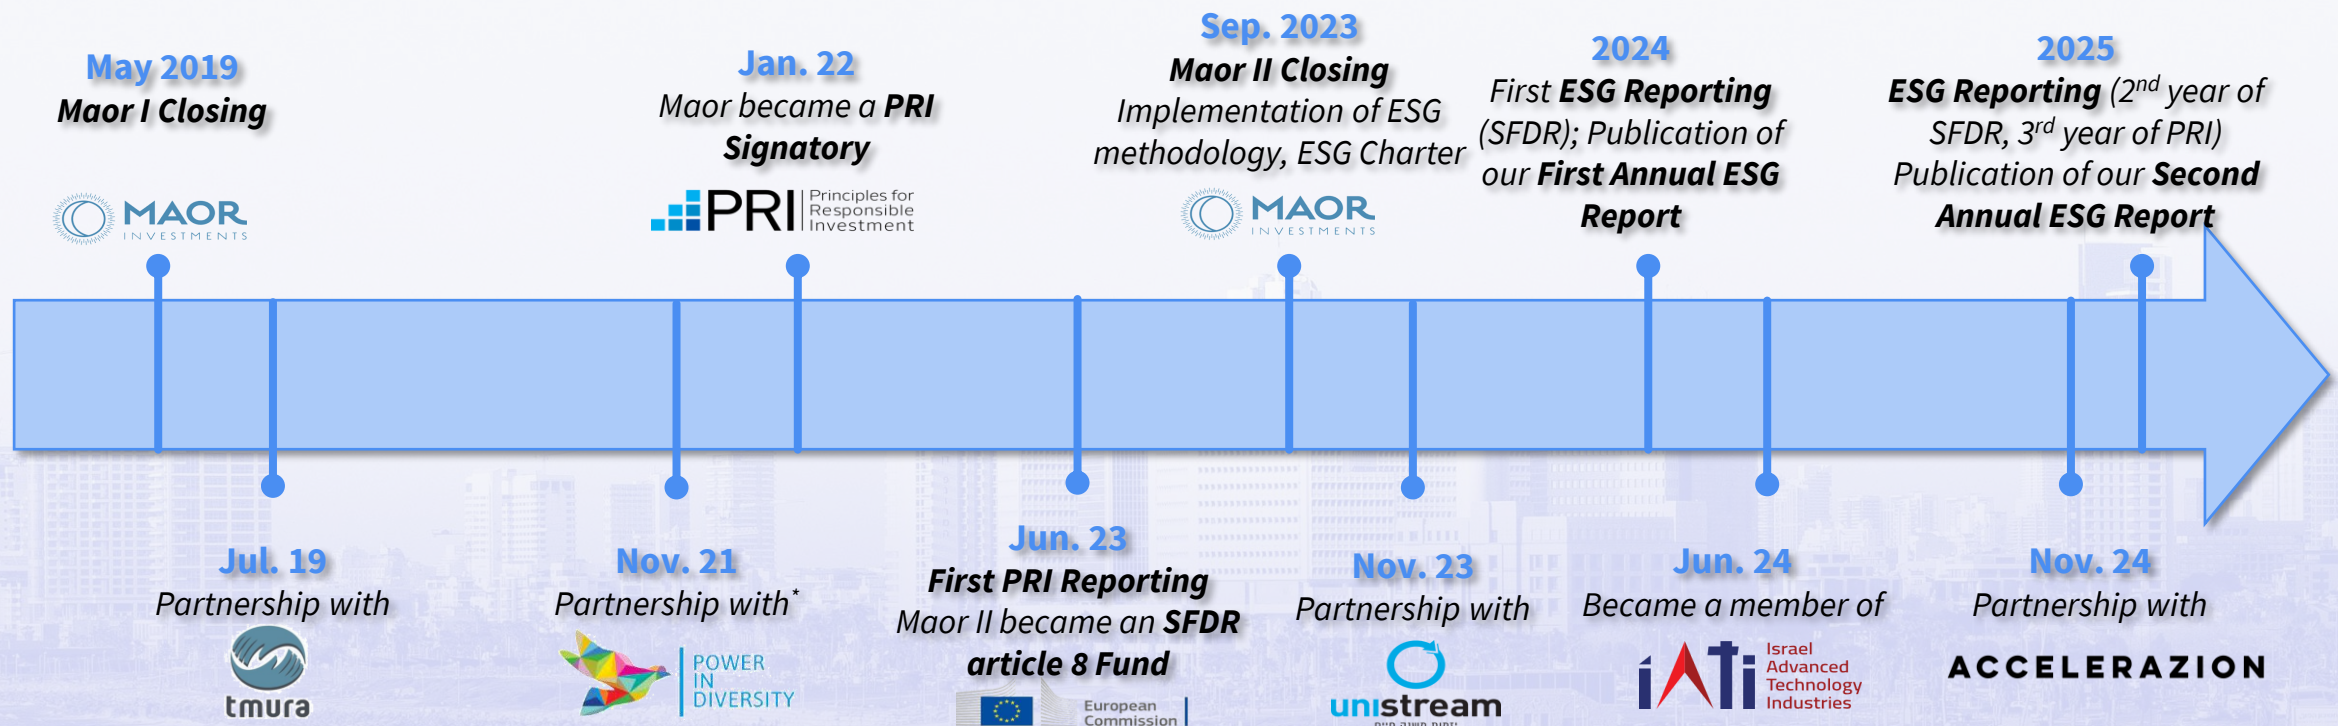 May 2019
Maor I Closing
MAOR
INVESTMENTS
Jan. 22
Maor became a PRI
Signatory
PRI
Principles for
Responsible
Investment
Sep. 2023
Maor II Closing
Implementation of ESG
methodology, ESG Charter
MAOR
INVESTMENTS
2024
First ESG Reporting
(SFDR); Publication of
our First Annual ESG
Report
2025
ESG Reporting (2nd year of
SFDR, 3rd year of PRI)
Publication of our Second
Annual ESG Report
Jul. 19
Partnership with
tmura
Nov. 21
Partnership with*
POWER
IN
DIVERSITY
Jun. 23
First PRI Reporting
Maor II became an SFDR
article 8 Fund
European
Commission
Nov. 23
Partnership with
unistream
Jun. 24
Became a member of
iATi
Israel
Advanced
Technology
Industries
Nov. 24
Partnership with
ACCELERAZION